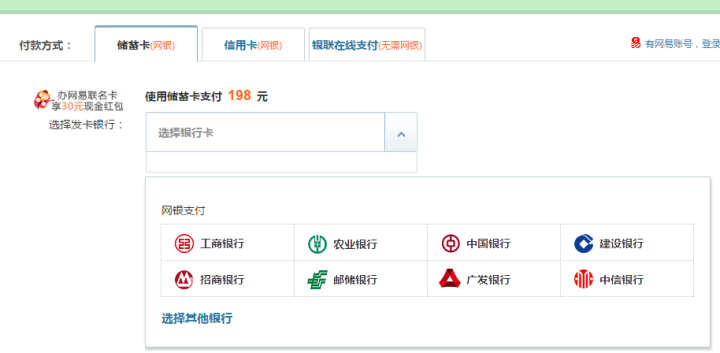 付款方式： 储蓄卡(网银) 信用卡(网银) 银联在线支付(无需网银) 有网易账号，登录
办网易联名卡
享30元现金红包
使用储蓄卡支付 198 元
选择发卡银行：
选择银行卡
网银支付
工商银行 农业银行 中国银行 建设银行
招商银行 邮储银行 广发银行 中信银行
选择其他银行